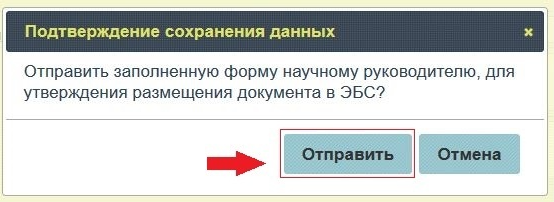 Подтверждение сохранения данных
Отправить заполненную форму научному руководителю, для
утверждения размещения документа в ЭБС?
Отправить Отмена